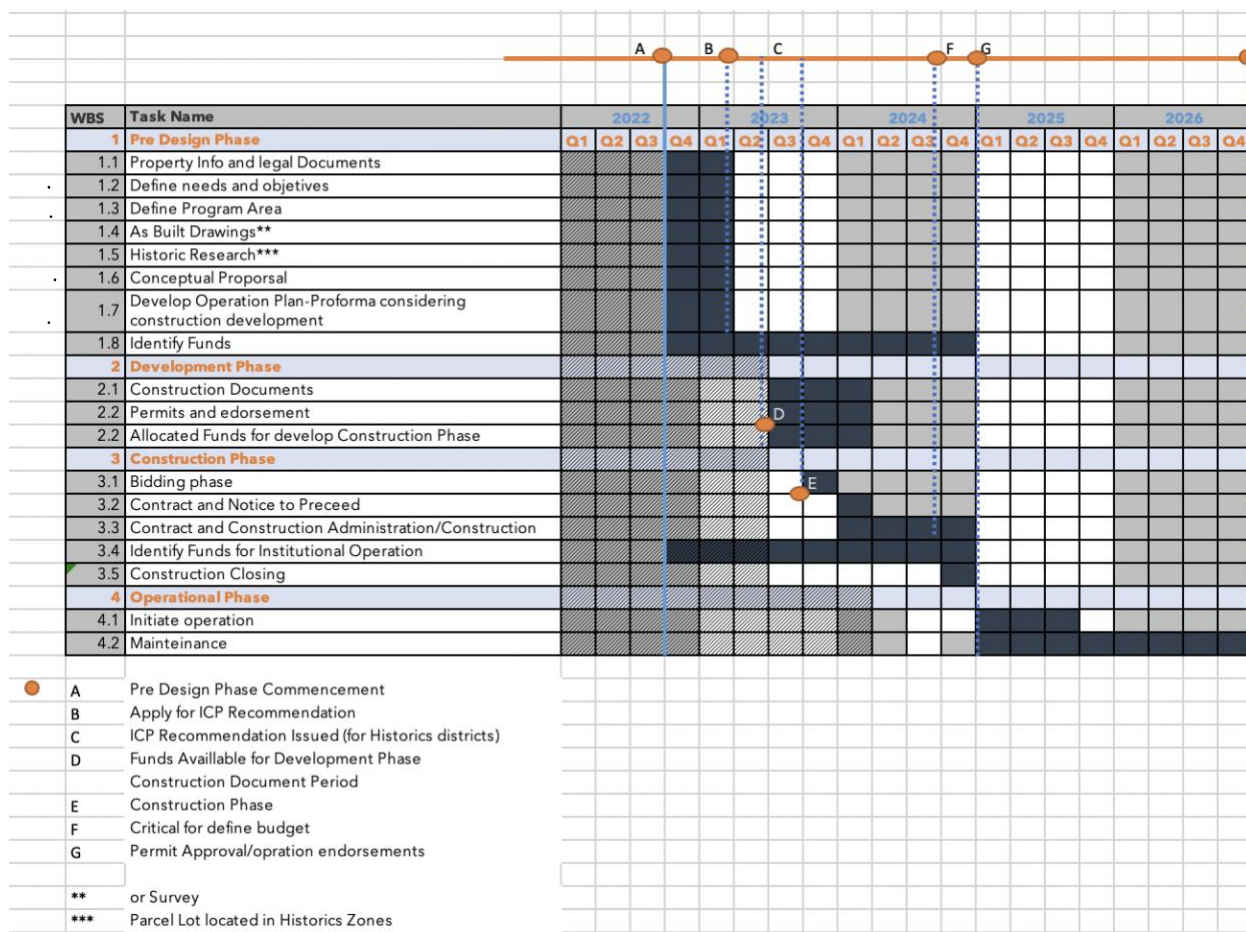 A B C F G
WBS Task Name 2022 2023 2024 2025 2026
1 Pre Design Phase Q1 Q2 Q3 Q4 Q1 Q2 Q3 Q4 Q1 Q2 Q3 Q4 Q1 Q2 Q3 Q4 Q1 Q2 Q3 Q4
1.1 Property Info and legal Documents
1.2 Define needs and objetives
1.3 Define Program Area
1.4 As Built Drawings**
1.5 Historic Research***
1.6 Conceptual Proporsal
1.7 Develop Operation Plan-Proforma considering
construction development
1.8 Identify Funds
2 Development Phase
2.1 Construction Documents
2.2 Permits and edorsement D
2.2 Allocated Funds for develop Construction Phase
3 Construction Phase
3.1 Bidding phase E
3.2 Contract and Notice to Preceed
3.3 Contract and Construction Administration/Construction
3.4 Identify Funds for Institutional Operation
3.5 Construction Closing
4 Operational Phase
4.1 Initiate operation
4.2 Mainteinance
A Pre Design Phase Commencement
B Apply for ICP Recommendation
C ICP Recommendation Issued (for Historics districts)
D Funds Availlable for Development Phase
Construction Document Period
E Construction Phase
F Critical for define budget
G Permit Approval/opration endorsements
** or Survey
*** Parcel Lot located in Historics Zones